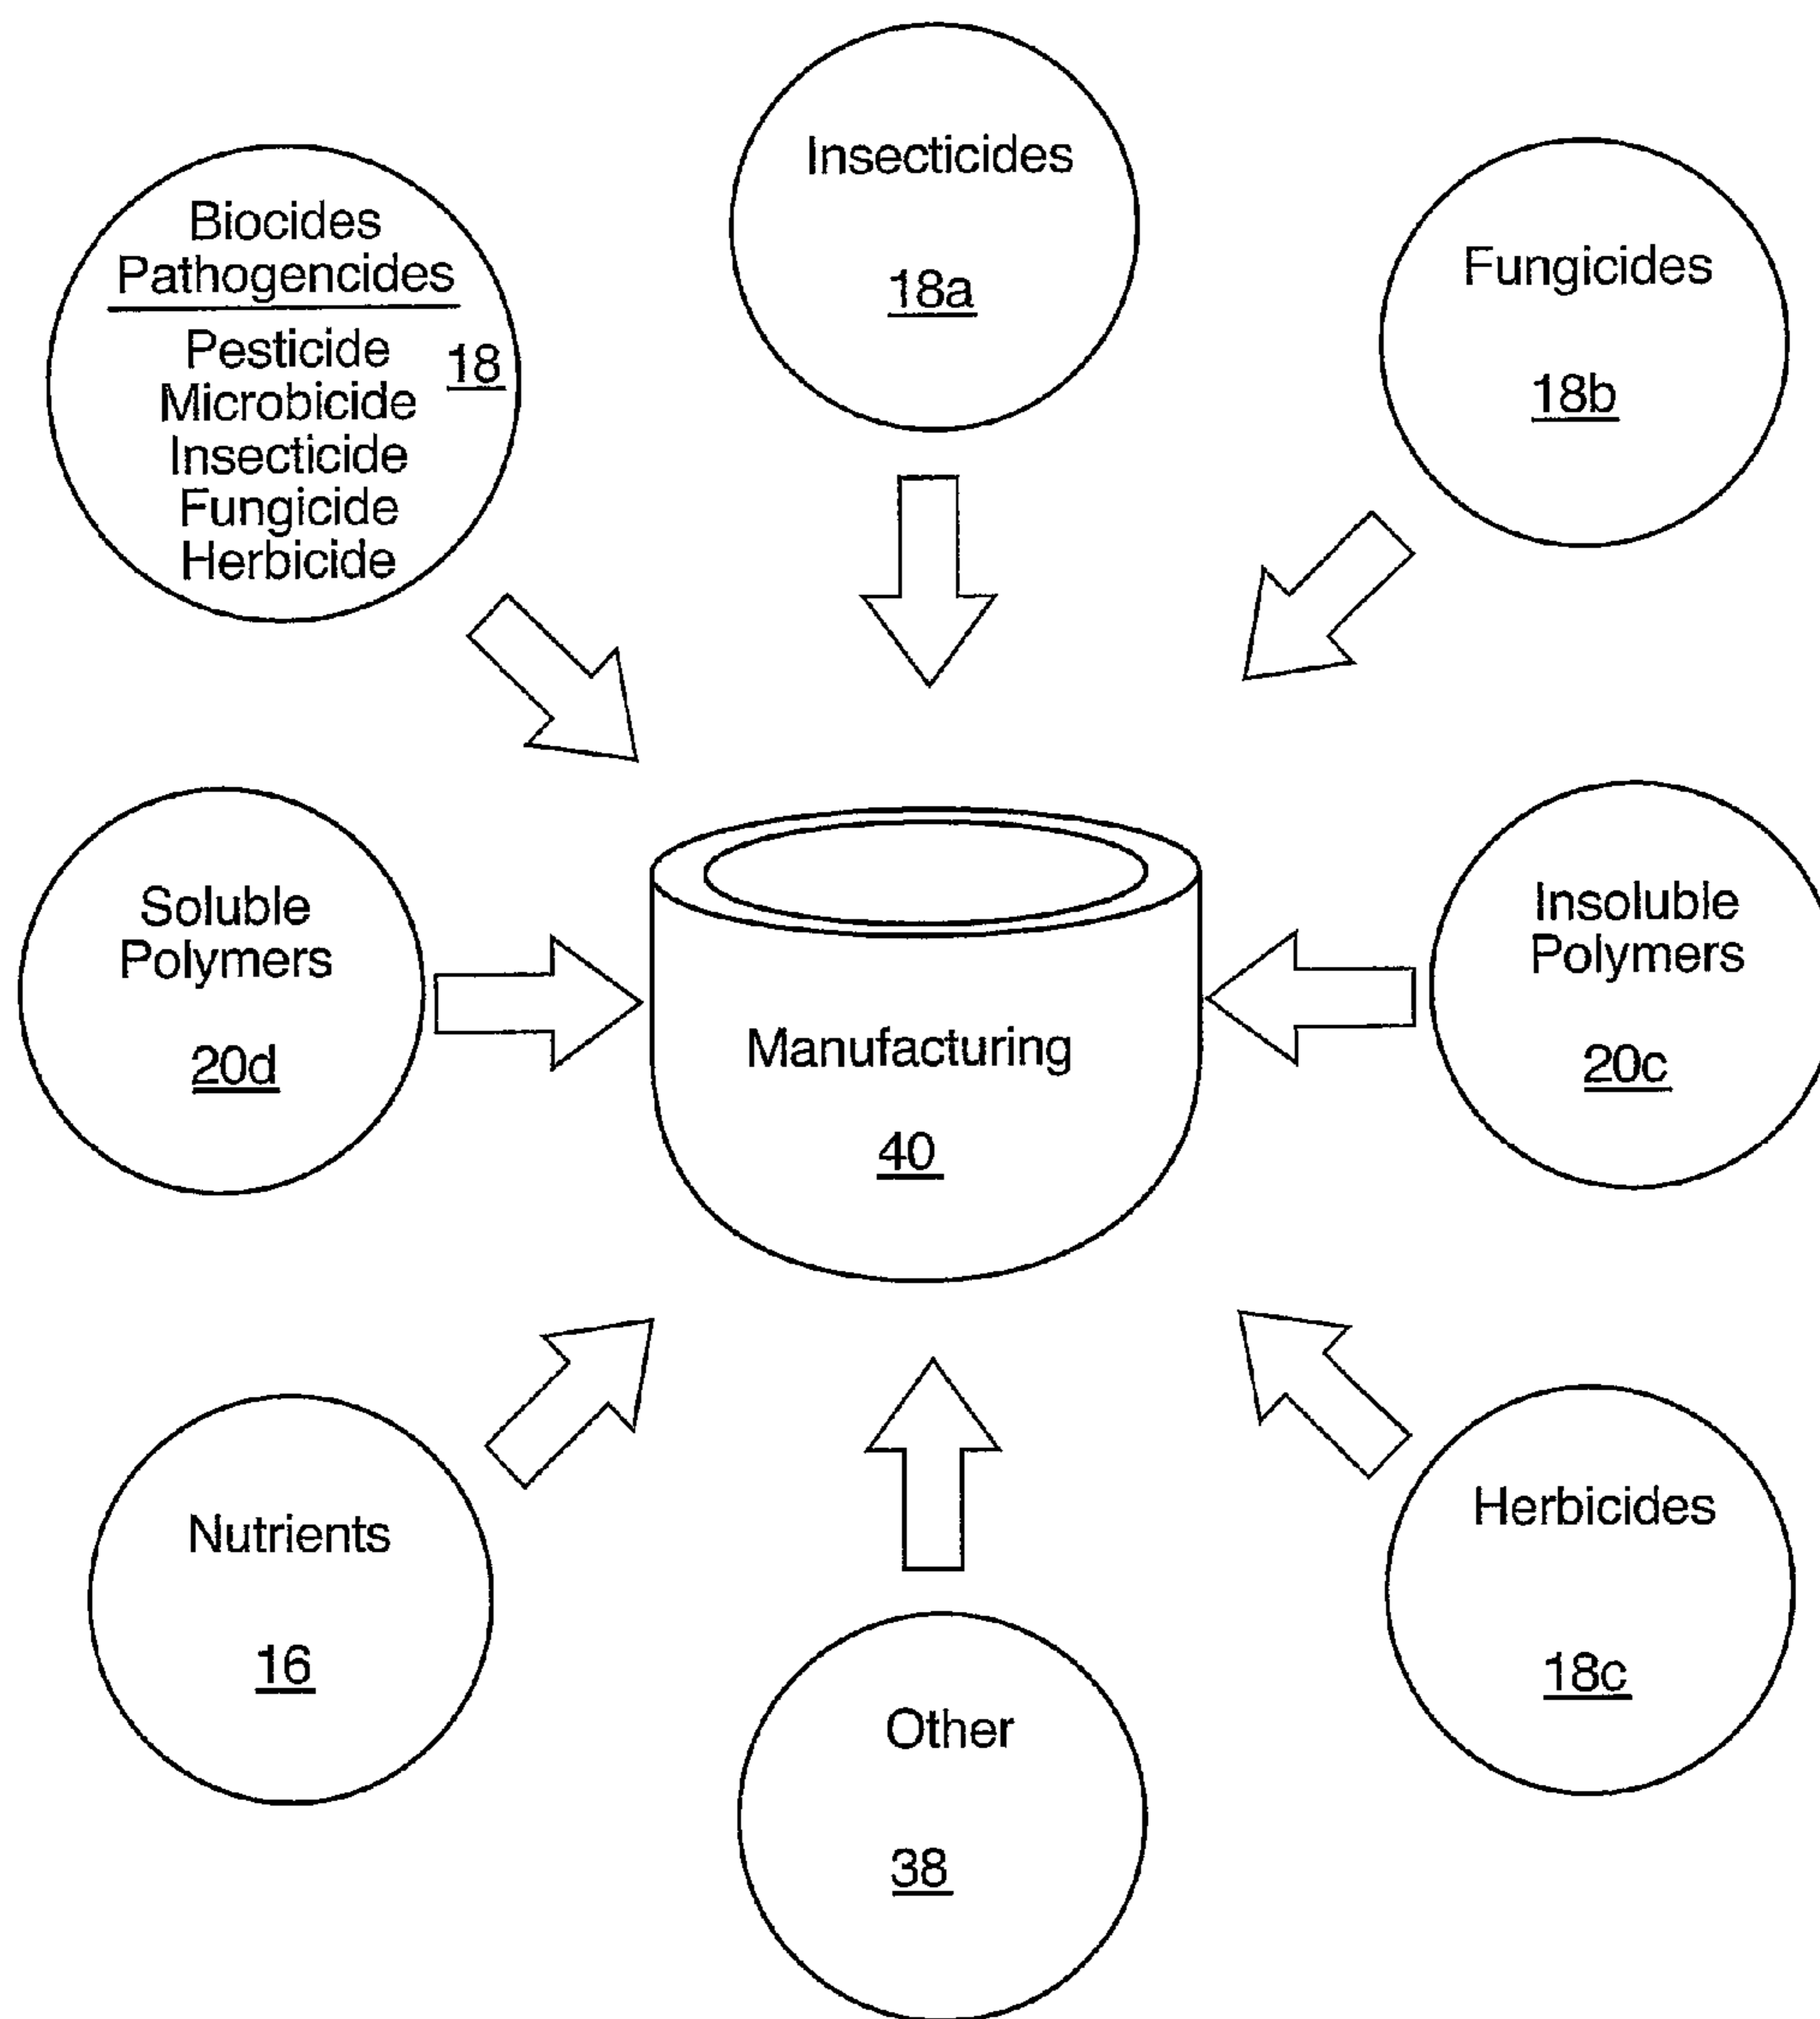 Insecticides
18a
Biocides
Pathogencides
Pesticide
18
Microbicide
Insecticide
Fungicide
Herbicide
Fungicides
18b
Soluble
Polymers
20d
Manufacturing
40
Insoluble
Polymers
20c
Nutrients
16
Other
38
Herbicides
18c